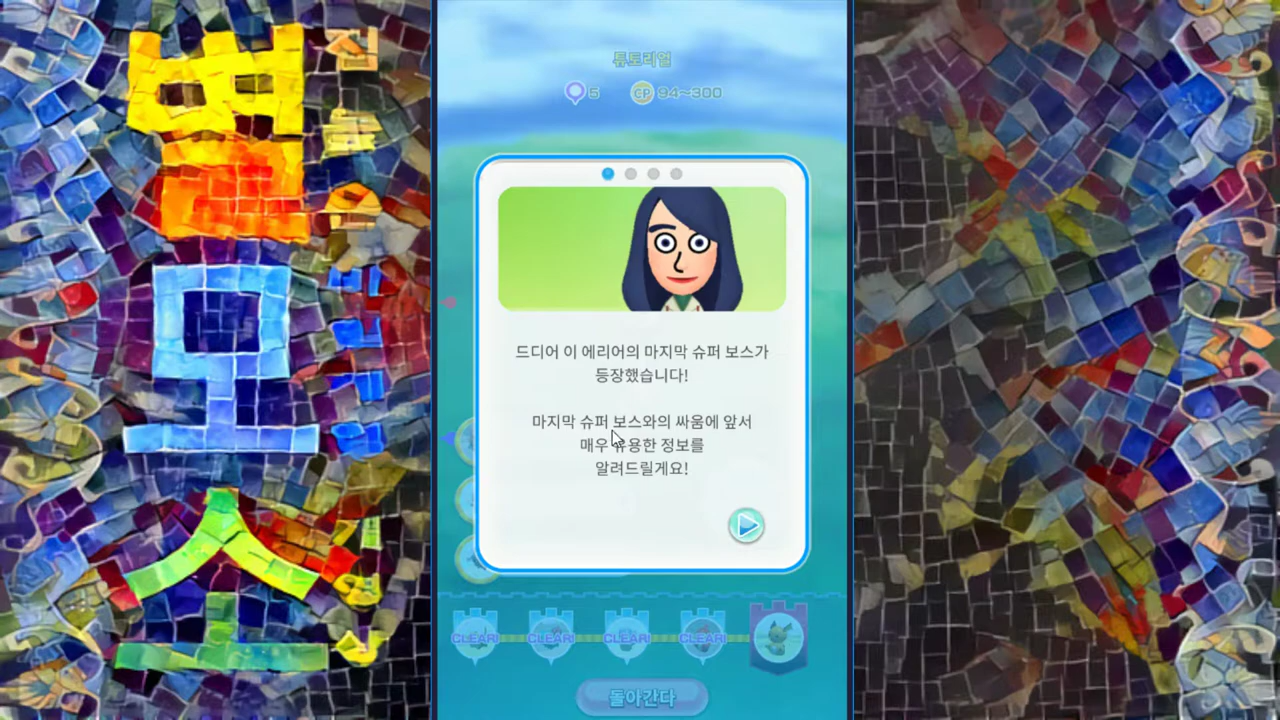 모
소
튜토리얼
5 CP 94~300
드디어 이 에리어의 마지막 슈퍼 보스가
등장했습니다!
마지막 슈퍼 보스와의 싸움에 앞서
매우 유용한 정보를
알려드릴게요!
CLEAR! CLEAR! CLEAR! CLEAR!
돌아간다